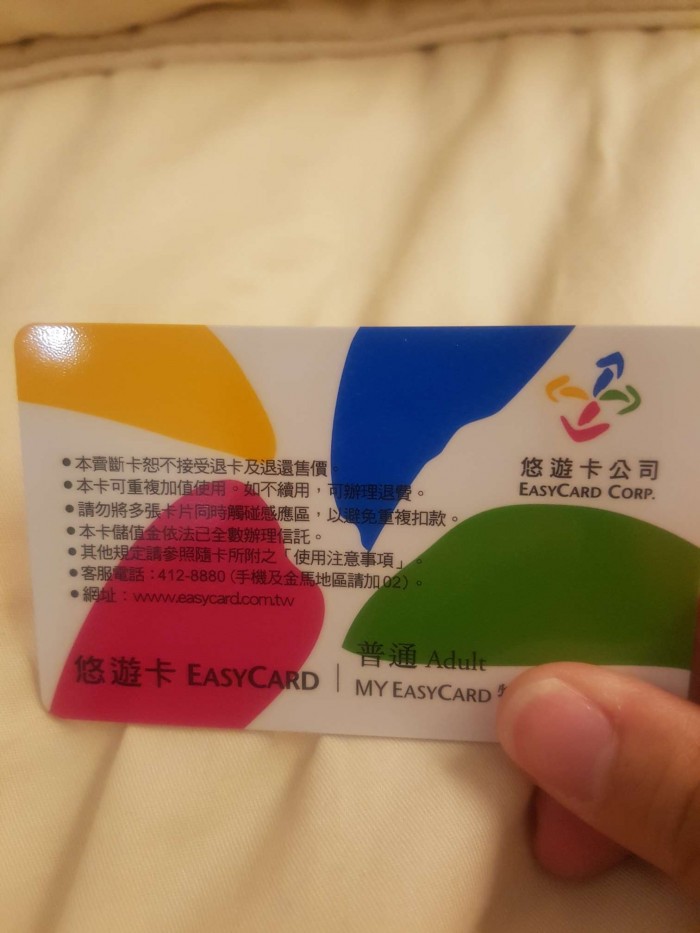 悠遊卡公司
EASYCARD CORP.
●本賣斷卡恕不接受退卡及退還售價。
●本卡可重複加值使用。如不續用，可辦理退費。
●請勿將多張卡片同時觸碰感應區，以避免重複扣款。
●本卡儲值金依法已全數辦理信託。
●其他規定請參照隨卡所附之「使用注意事項」。
●客服電話：412-8880 (手機及金馬地區請加02)。
●網址：www.easycard.com.tw
悠遊卡 EASYCARD
普通 Adult
MY EASYCARD